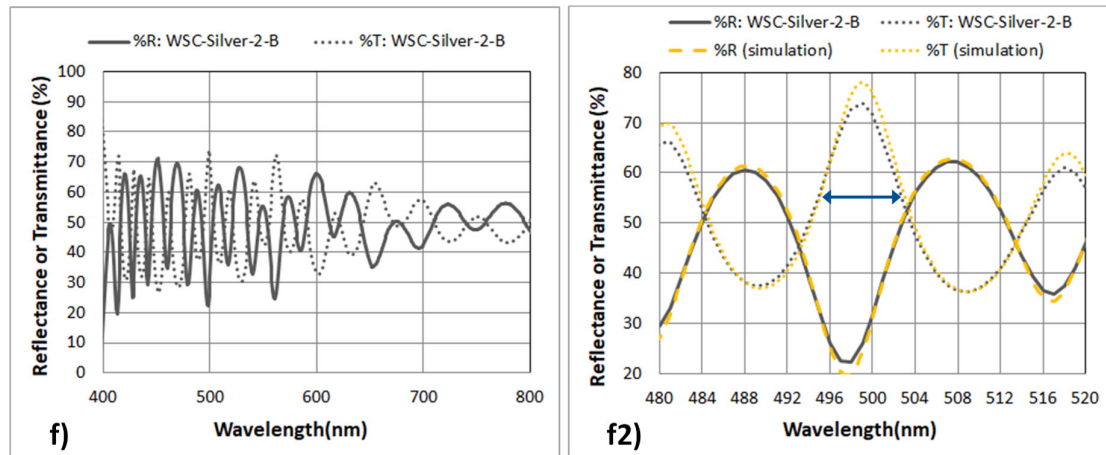 %R: WSC-Silver-2-B
%T: WSC-Silver-2-B
Reflectance or Transmittance (%)
100
90
80
70
60
50
40
30
20
10
0
400
500
600
700
800
Wavelength(nm)
f)
%R: WSC-Silver-2-B
%T: WSC-Silver-2-B
%R (simulation)
%T (simulation)
Reflectance or Transmittance (%)
80
70
60
50
40
30
20
480
484
488
492
496
500
504
508
512
516
520
Wavelength(nm)
f2)